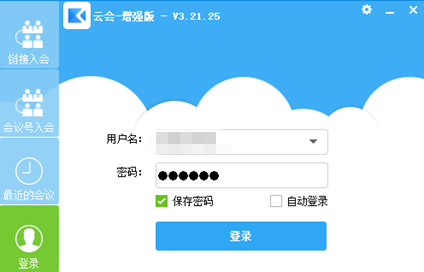 云会-增强版 - V3.21.25
链接入会
会议号入会
最近的会议
登录
用户名:
密码:
保存密码
自动登录
登录